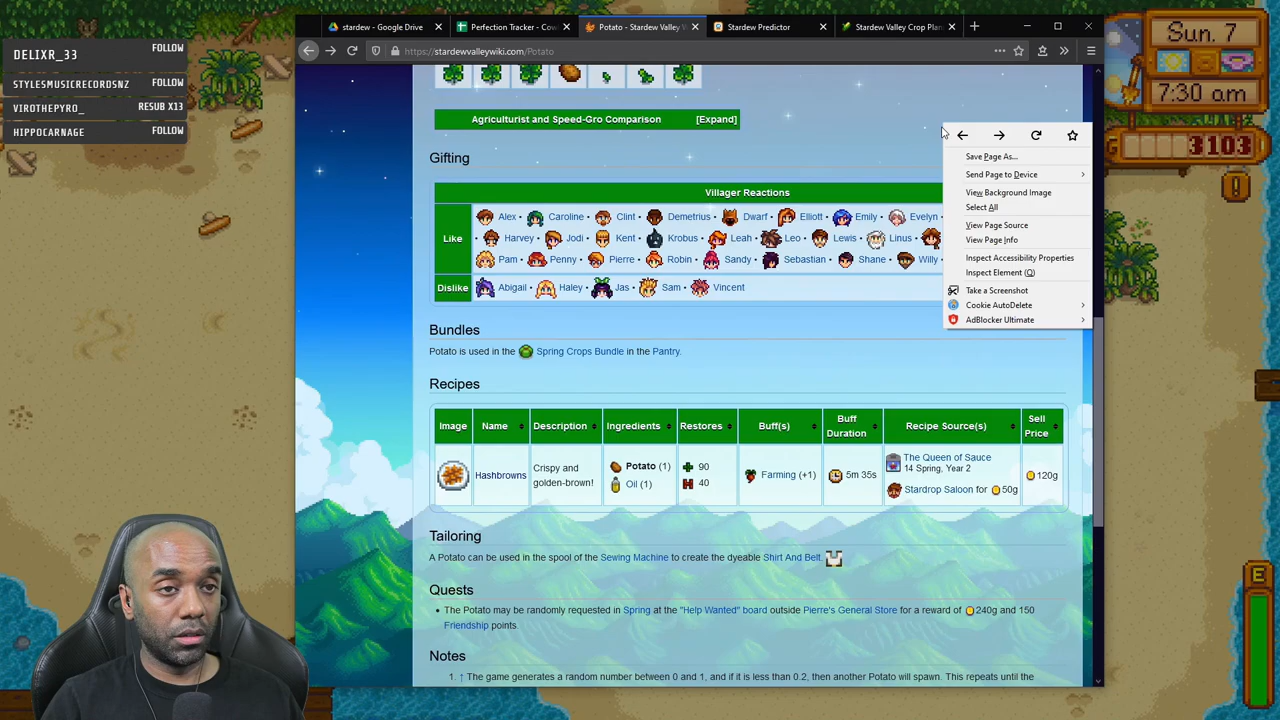 DELIXR_33 FOLLOW
STYLESMUSICRECORDSNZ FOLLOW
VIROTHEPYRO_ RESUB X13
HIPPOCARNAGE FOLLOW
stardew - Google Drive
Perfection Tracker - Cow
Potato - Stardew Valley W
Stardew Predictor
Stardew Valley Crop Plan
https://stardewvalleywiki.com/Potato
Sun. 7
7:30 am
3103
Agriculturist and Speed-Gro Comparison [Expand]
Gifting
Villager Reactions
Like
Alex • Caroline • Clint • Demetrius • Dwarf • Elliott • Emily • Evelyn •
• Harvey • Jodi • Kent • Krobus • Leah • Leo • Lewis • Linus •
Pam • Penny • Pierre • Robin • Sandy • Sebastian • Shane • Willy •
Dislike Abigail • Haley • Jas • Sam • Vincent
Save Page As...
Send Page to Device
View Background Image
Select All
View Page Source
View Page Info
Inspect Accessibility Properties
Inspect Element (Q)
Take a Screenshot
Cookie AutoDelete
AdBlocker Ultimate
Bundles
Potato is used in the Spring Crops Bundle in the Pantry.
Recipes
Image Name Description Ingredients Restores Buff(s) Buff Duration Recipe Source(s) Sell Price
Hashbrowns
Crispy and
golden-brown!
Potato (1)
Oil (1)
90
40
Farming (+1)
5m 35s
The Queen of Sauce
14 Spring, Year 2
Stardrop Saloon for 50g
120g
Tailoring
A Potato can be used in the spool of the Sewing Machine to create the dyeable Shirt And Belt.
Quests
• The Potato may be randomly requested in Spring at the "Help Wanted" board outside Pierre's General Store for a reward of 240g and 150
Friendship points.
Notes
1. ↑ The game generates a random number between 0 and 1, and if it is less than 0.2, then another Potato will spawn. This repeats until the
E